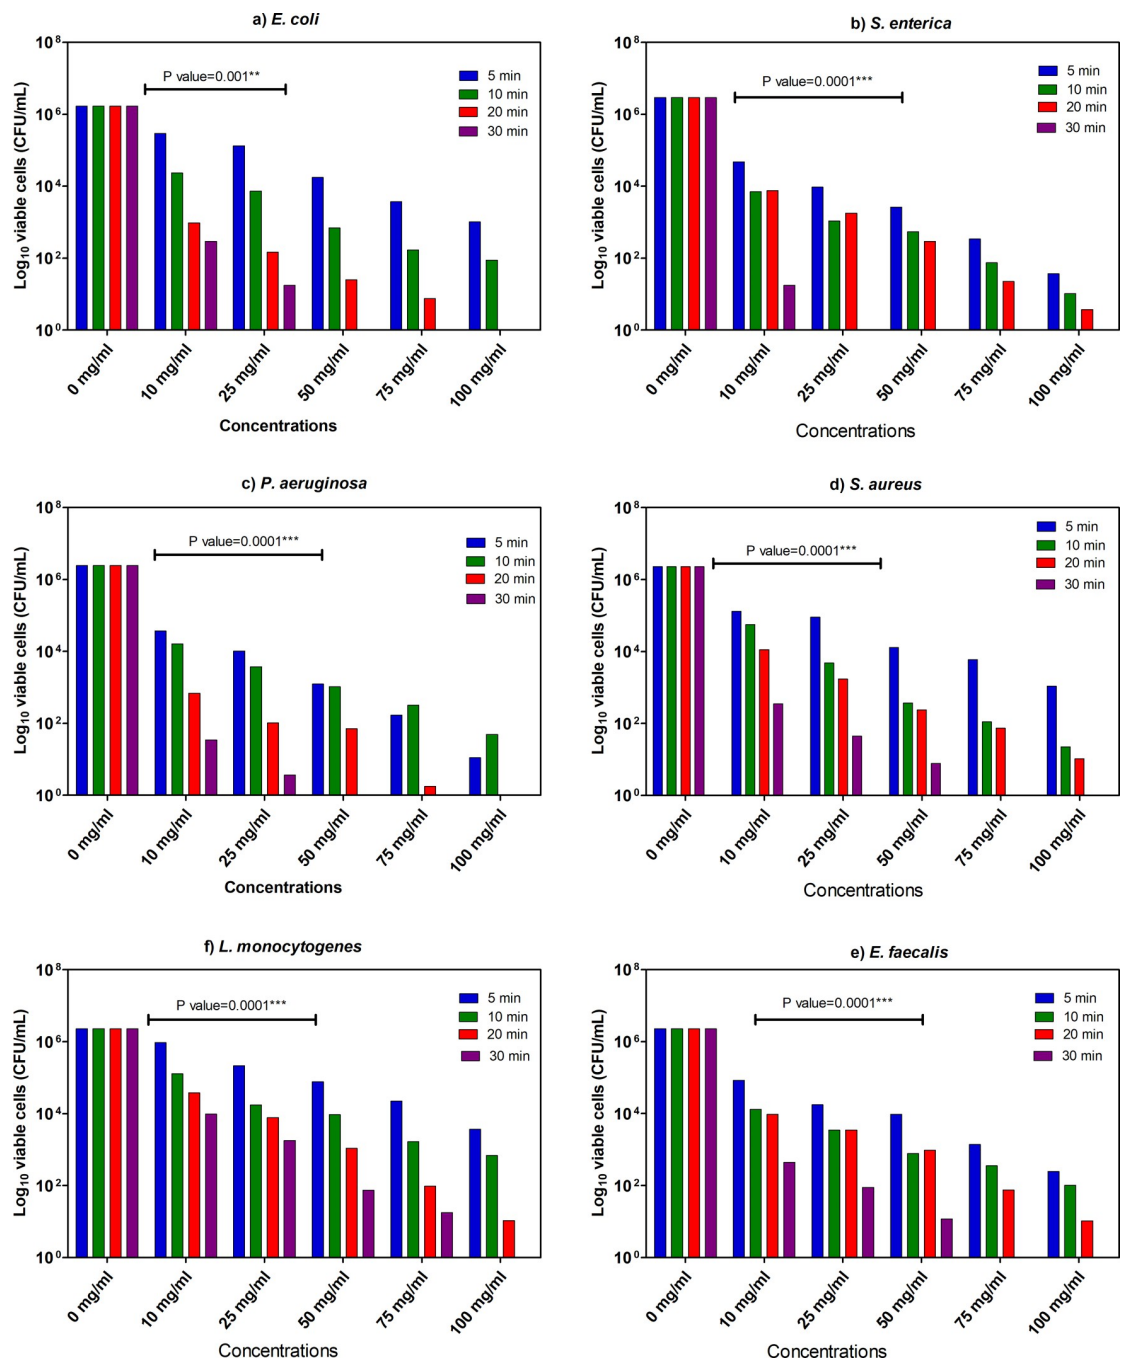 a) E. coli
Log10 viable cells (CFU/mL)
10^8
10^6
10^4
10^2
10^0
P value=0.001**
5 min
10 min
20 min
30 min
0 mg/ml
10 mg/ml
25 mg/ml
50 mg/ml
75 mg/ml
100 mg/ml
Concentrations
b) S. enterica
Log10 viable cells (CFU/mL)
10^8
10^6
10^4
10^2
10^0
P value=0.0001***
5 min
10 min
20 min
30 min
0 mg/ml
10 mg/ml
25 mg/ml
50 mg/ml
75 mg/ml
100 mg/ml
Concentrations
c) P. aeruginosa
Log10 viable cells (CFU/mL)
10^8
10^6
10^4
10^2
10^0
P value=0.0001***
5 min
10 min
20 min
30 min
0 mg/ml
10 mg/ml
25 mg/ml
50 mg/ml
75 mg/ml
100 mg/ml
Concentrations
d) S. aureus
Log10 viable cells (CFU/mL)
10^8
10^6
10^4
10^2
10^0
P value=0.0001***
5 min
10 min
20 min
30 min
0 mg/ml
10 mg/ml
25 mg/ml
50 mg/ml
75 mg/ml
100 mg/ml
Concentrations
f) L. monocytogenes
Log10 viable cells (CFU/mL)
10^8
10^6
10^4
10^2
10^0
P value=0.0001***
5 min
10 min
20 min
30 min
0 mg/ml
10 mg/ml
25 mg/ml
50 mg/ml
75 mg/ml
100 mg/ml
Concentrations
e) E. faecalis
Log10 viable cells (CFU/mL)
10^8
10^6
10^4
10^2
10^0
P value=0.0001***
5 min
10 min
20 min
30 min
0 mg/ml
10 mg/ml
25 mg/ml
50 mg/ml
75 mg/ml
100 mg/ml
Concentrations